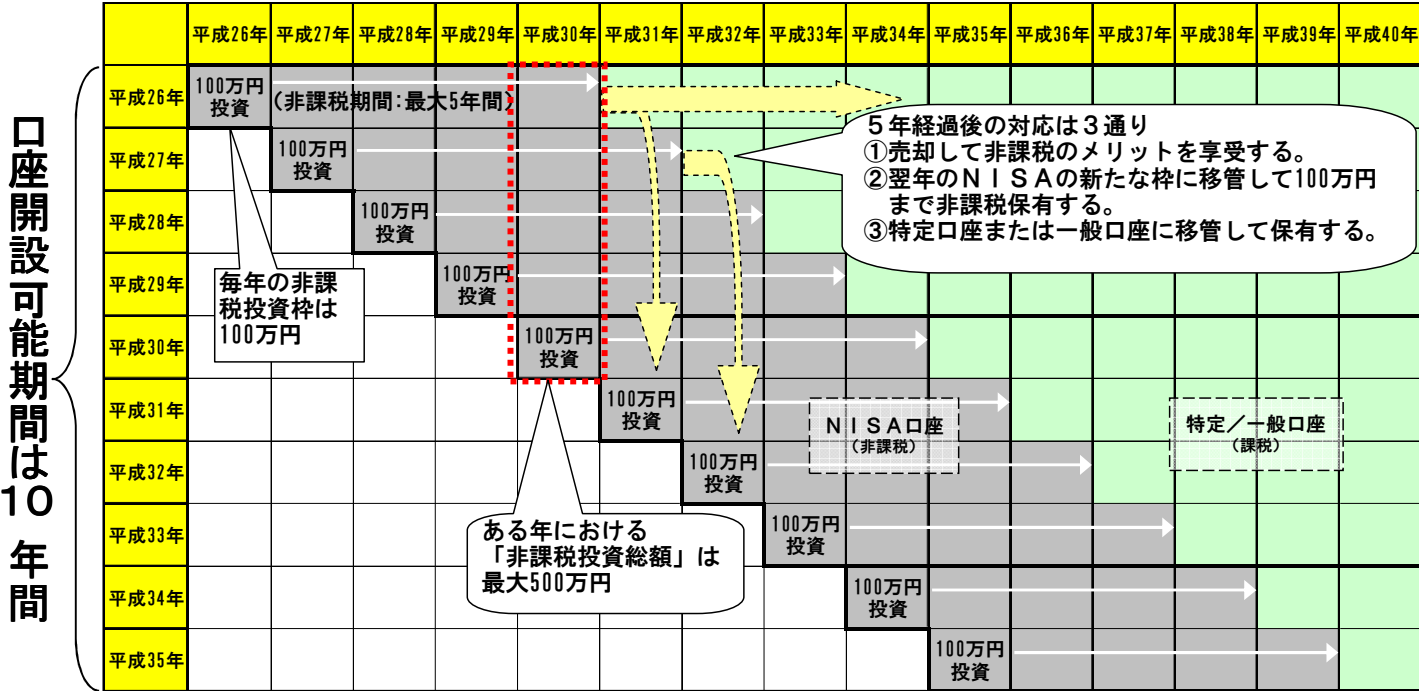 平成26年 平成27年 平成28年 平成29年 平成30年 平成31年 平成32年 平成33年 平成34年 平成35年 平成36年 平成37年 平成38年 平成39年 平成40年
口座開設可能期間は10年間
平成26年
100万円
投資
(非課税期間:最大5年間)
平成27年
100万円
投資
5年経過後の対応は3通り
①売却して非課税のメリットを享受する。
②翌年のNISAの新たな枠に移管して100万円
まで非課税保有する。
③特定口座または一般口座に移管して保有する。
平成28年
100万円
投資
平成29年
100万円
投資
毎年の非課
税投資枠は
100万円
平成30年
100万円
投資
平成31年
100万円
投資
NISA口座
(非課税)
特定/一般口座
(課税)
平成32年
100万円
投資
平成33年
100万円
投資
ある年における
「非課税投資総額」は
最大500万円
平成34年
100万円
投資
平成35年
100万円
投資